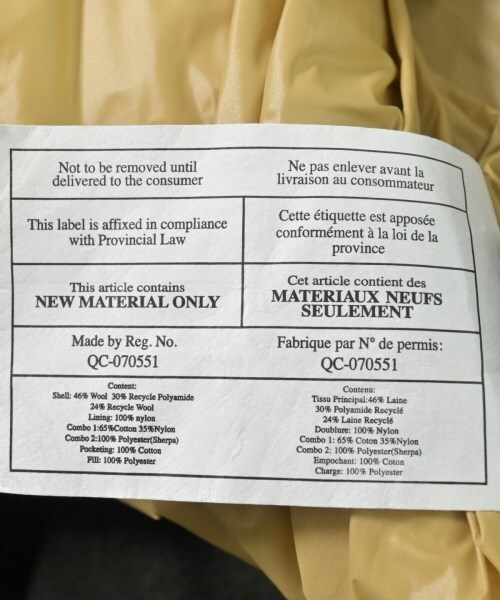 Not to be removed until
delivered to the consumer
Ne pas enlever avant la
livraison au consommateur
This label is affixed in compliance
with Provincial Law
Cette étiquette est apposée
conformément à la loi de la
province
This article contains
NEW MATERIAL ONLY
Cet article contient des
MATERIAUX NEUFS
SEULEMENT
Made by Reg. No.
QC-070551
Fabrique par N° de permis:
QC-070551
Content:
Shell: 46% Wool 30% Recycle Polyamide
24% Recycle Wool
Lining: 100% nylon
Combo 1:65%Cotton 35%Nylon
Combo 2:100% Polyester(Sherpa)
Pocketing: 100% Cotton
Fill: 100% Polyester
Contenu:
Tissu Principal:46% Laine
30% Polyamide Recyclé
24% Laine Recyclé
Doublure: 100% Nylon
Combo 1: 65% Coton 35%Nylon
Combo 2: 100% Polyester(Sherpa)
Empochant: 100% Coton
Charge: 100% Polyester